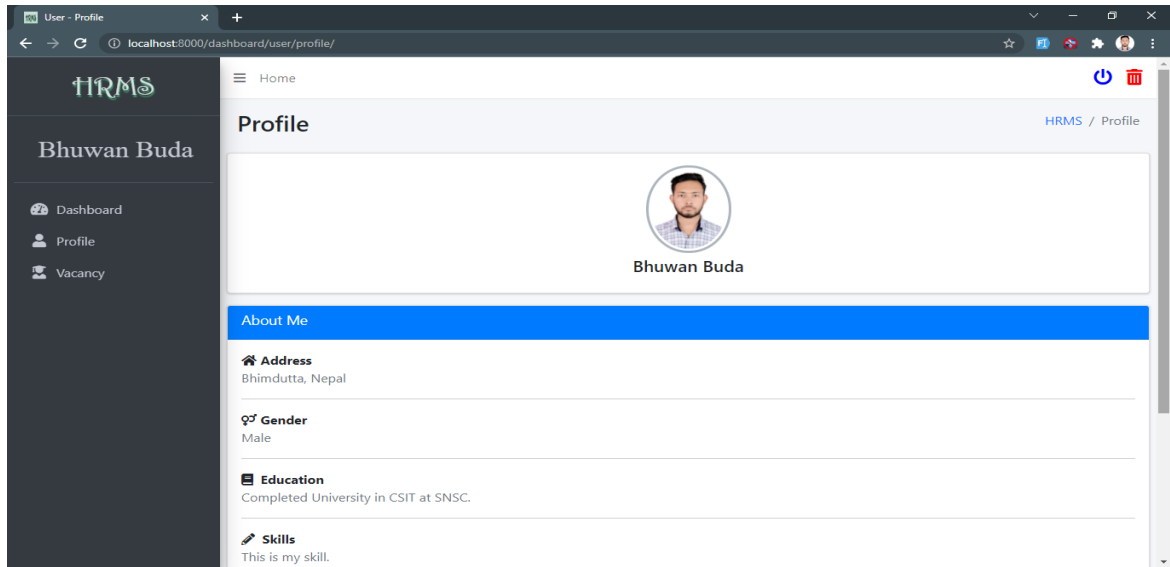 User - Profile
localhost:8000/dashboard/user/profile/
HRMS
Home
Bhuwan Buda
Profile
HRMS / Profile
Dashboard
Profile
Vacancy
Bhuwan Buda
About Me
Address
Bhimdutta, Nepal
Gender
Male
Education
Completed University in CSIT at SNSC.
Skills
This is my skill.